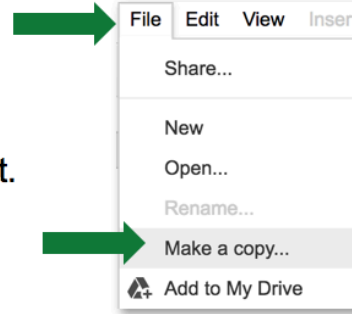 File Edit View Inser
Share...
New
Open...
t.
Rename...
Make a copy...
Add to My Drive